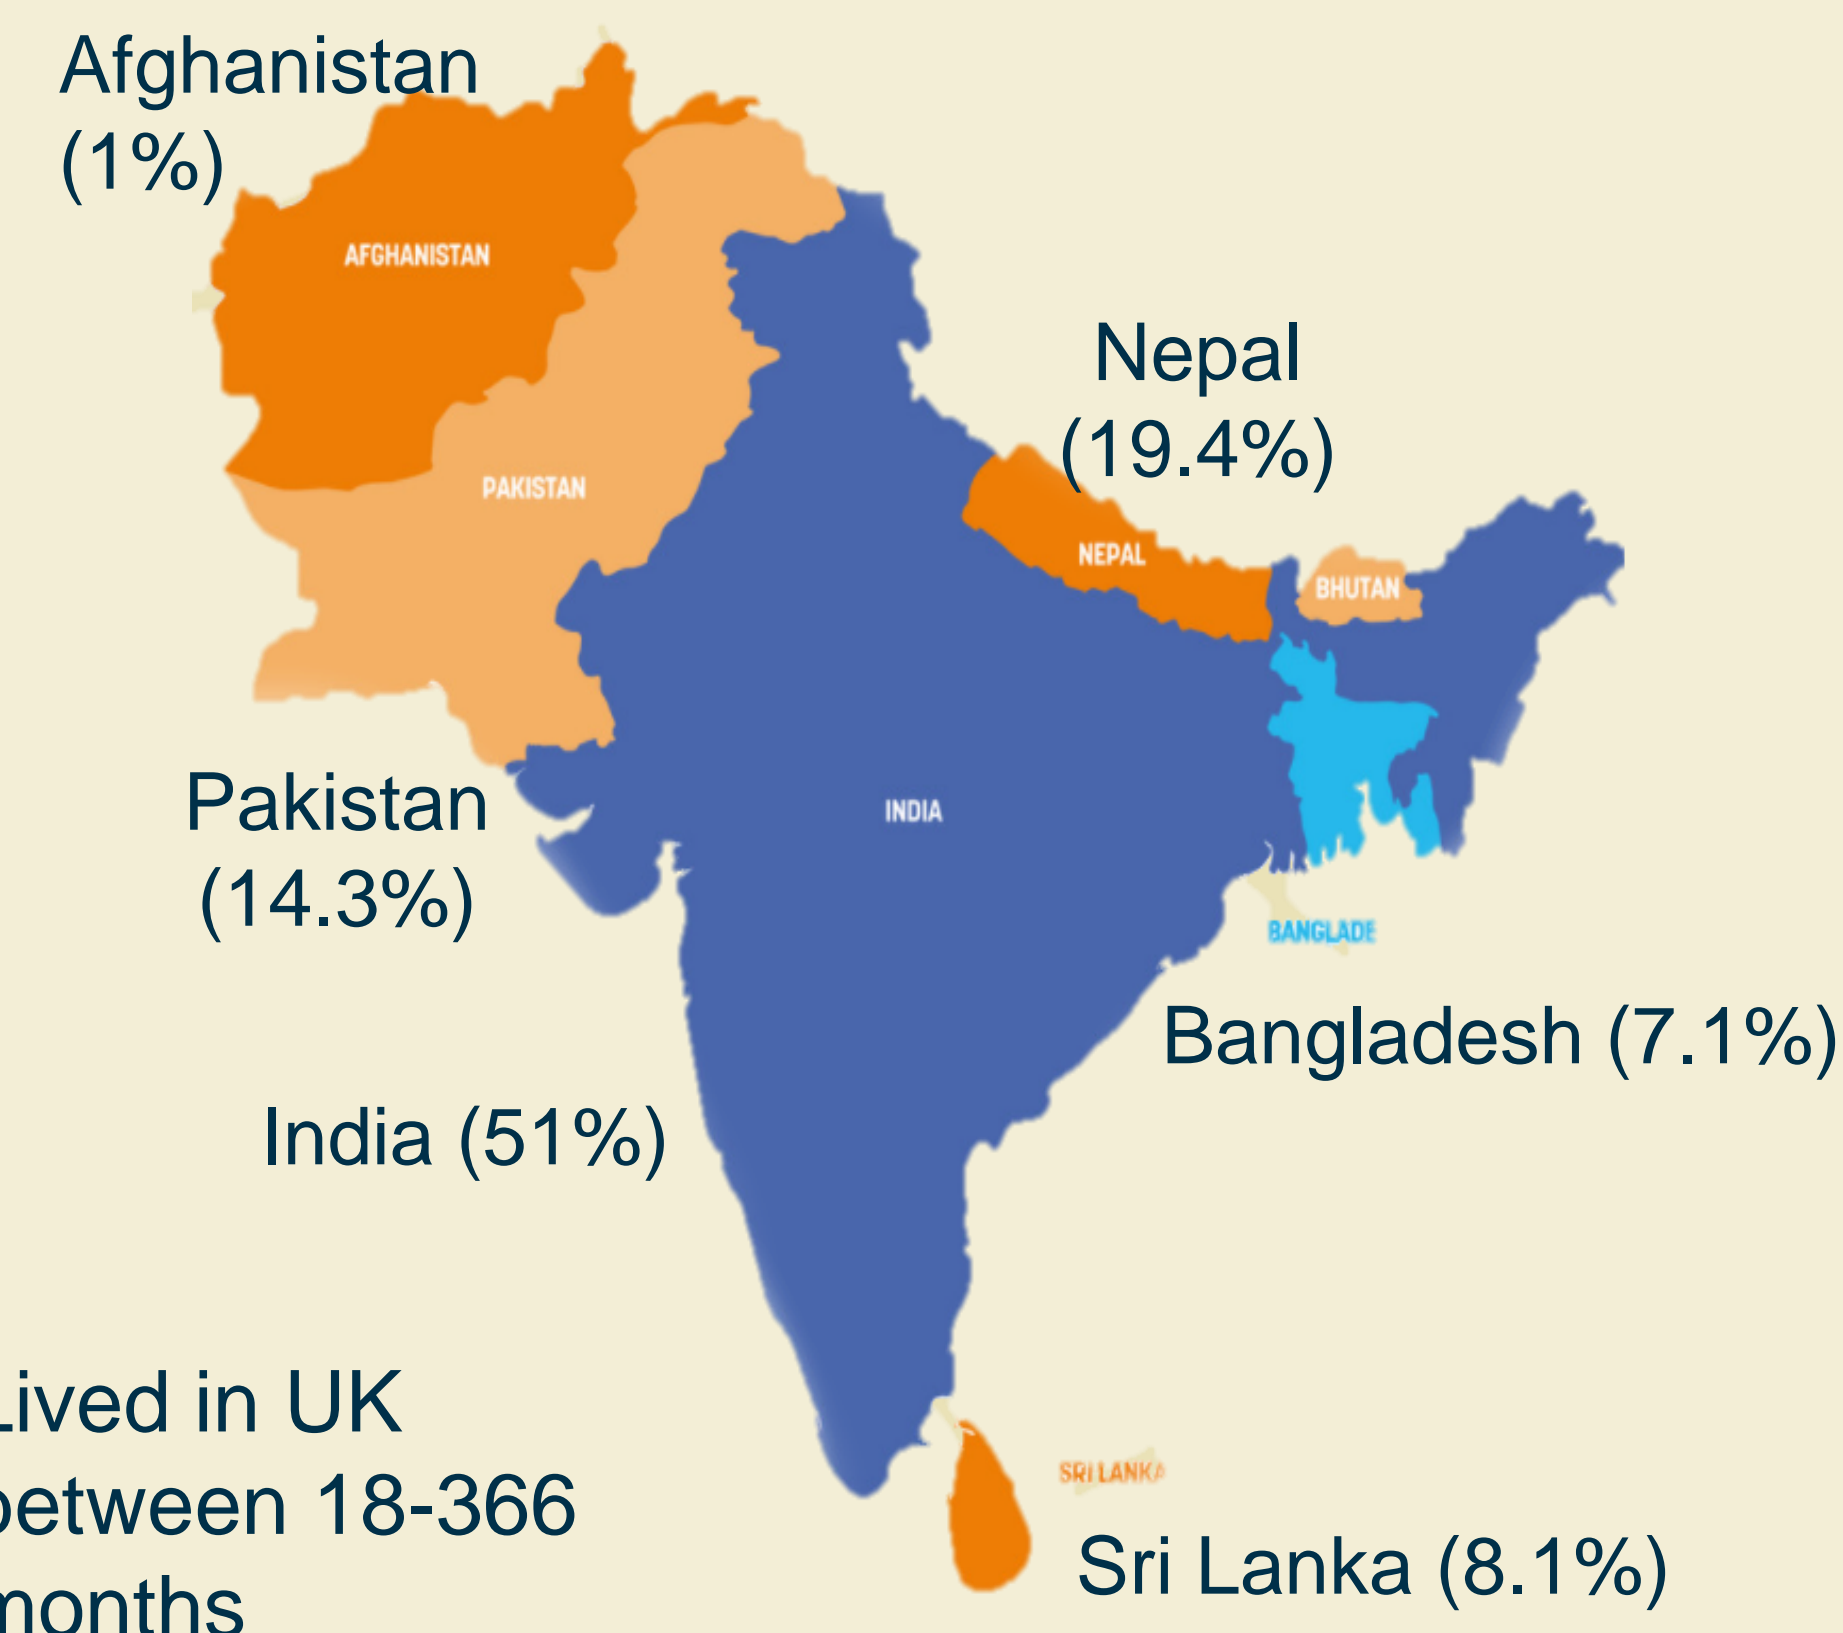 Afghanistan
(1%)
AFGHANISTAN
Nepal
(19.4%)
PAKISTAN
NEPAL
BHUTAN
Pakistan
(14.3%)
INDIA
BANGLADE
Bangladesh (7.1%)
India (51%)
Lived in UK
between 18-366
months
SRI LANKA
Sri Lanka (8.1%)